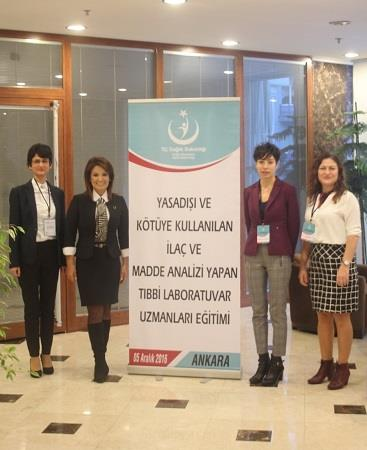 TC Sağlık Bakanlığı
YASADIŞI VE
KÖTÜYE KULLANILAN
İLAÇ VE
MADDE ANALİZİ YAPAN
TIBBİ LABORATUVAR
UZMANLARI EĞİTİMİ
05 Aralık 2016
ANKARA